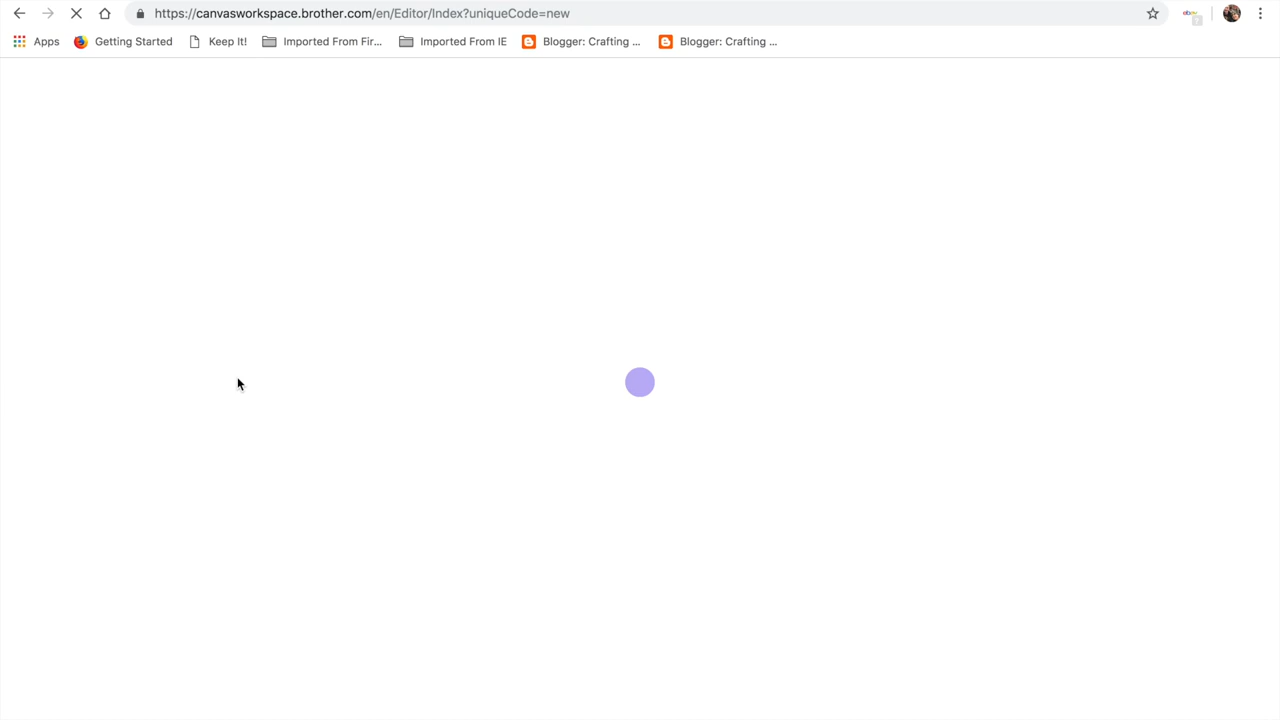 https://canvasworkspace.brother.com/en/Editor/Index?uniqueCode=new
Apps Getting Started Keep It! Imported From Fir... Imported From IE Blogger: Crafting ... Blogger: Crafting ...